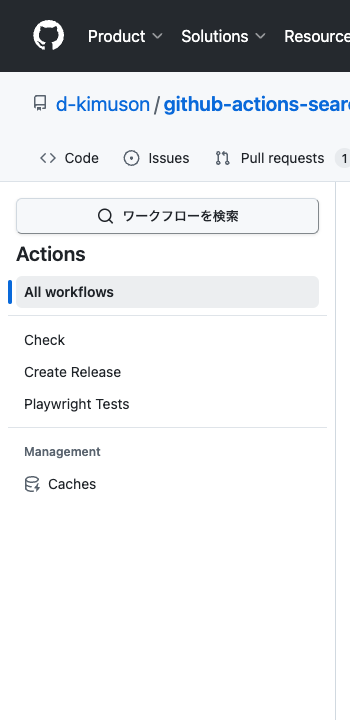 Product Solutions Resource
d-kimuson / github-actions-sear
Code Issues Pull requests 1
ワークフローを検索
Actions
All workflows
Check
Create Release
Playwright Tests
Management
Caches